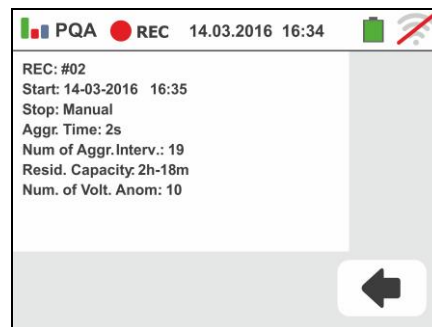 PQA REC 14.03.2016 16:34
REC: #02
Start: 14-03-2016 16:35
Stop: Manual
Aggr. Time: 2s
Num of Aggr.Interv.: 19
Resid. Capacity: 2h-18m
Num. of Volt. Anom: 10